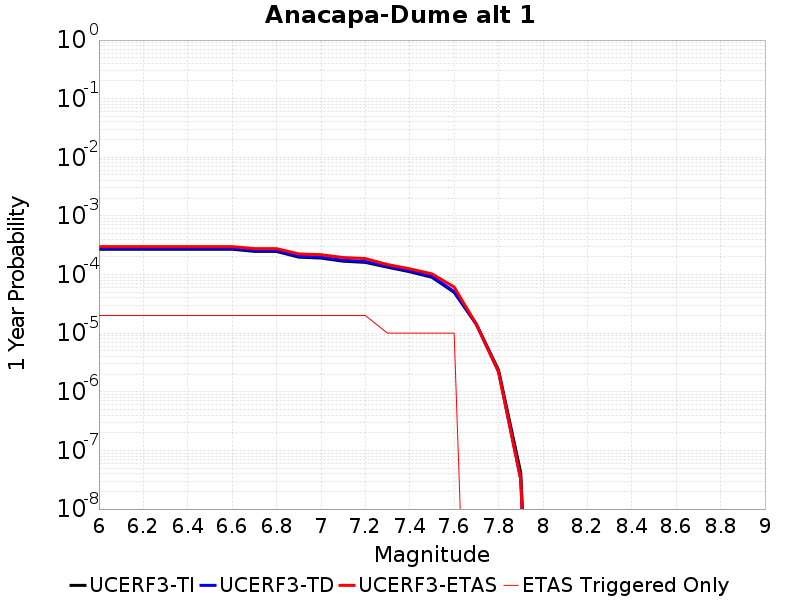 Anacapa-Dume alt 1
1 Year Probability
10^0
10^-1
10^-2
10^-3
10^-4
10^-5
10^-6
10^-7
10^-8
6 6.2 6.4 6.6 6.8 7 7.2 7.4 7.6 7.8 8 8.2 8.4 8.6 8.8 9
Magnitude
UCERF3-TI UCERF3-TD UCERF3-ETAS ETAS Triggered Only